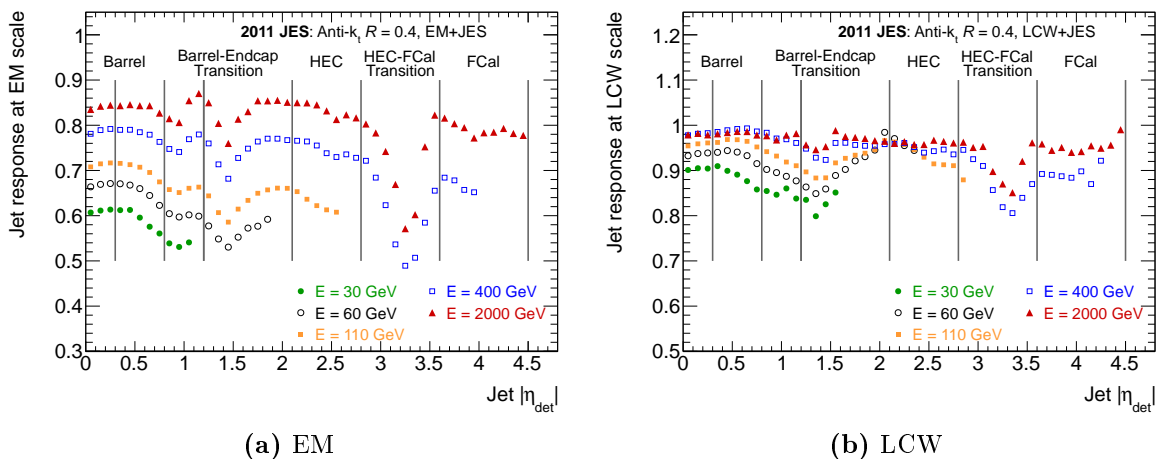 Jet response at EM scale
2011 JES: Anti-kt R = 0.4, EM+JES
Barrel
Barrel-Endcap
Transition
HEC
HEC-FCal
Transition
FCal
1
0.9
0.8
0.7
0.6
0.5
0.4
0.3
E = 30 GeV
E = 60 GeV
E = 110 GeV
E = 400 GeV
E = 2000 GeV
0 0.5 1 1.5 2 2.5 3 3.5 4 4.5
Jet |ηdet|
(a) EM
Jet response at LCW scale
2011 JES: Anti-kt R = 0.4, LCW+JES
Barrel
Barrel-Endcap
Transition
HEC
HEC-FCal
Transition
FCal
1.2
1.1
1
0.9
0.8
0.7
0.6
0.5
E = 30 GeV
E = 60 GeV
E = 110 GeV
E = 400 GeV
E = 2000 GeV
0 0.5 1 1.5 2 2.5 3 3.5 4 4.5
Jet |ηdet|
(b) LCW